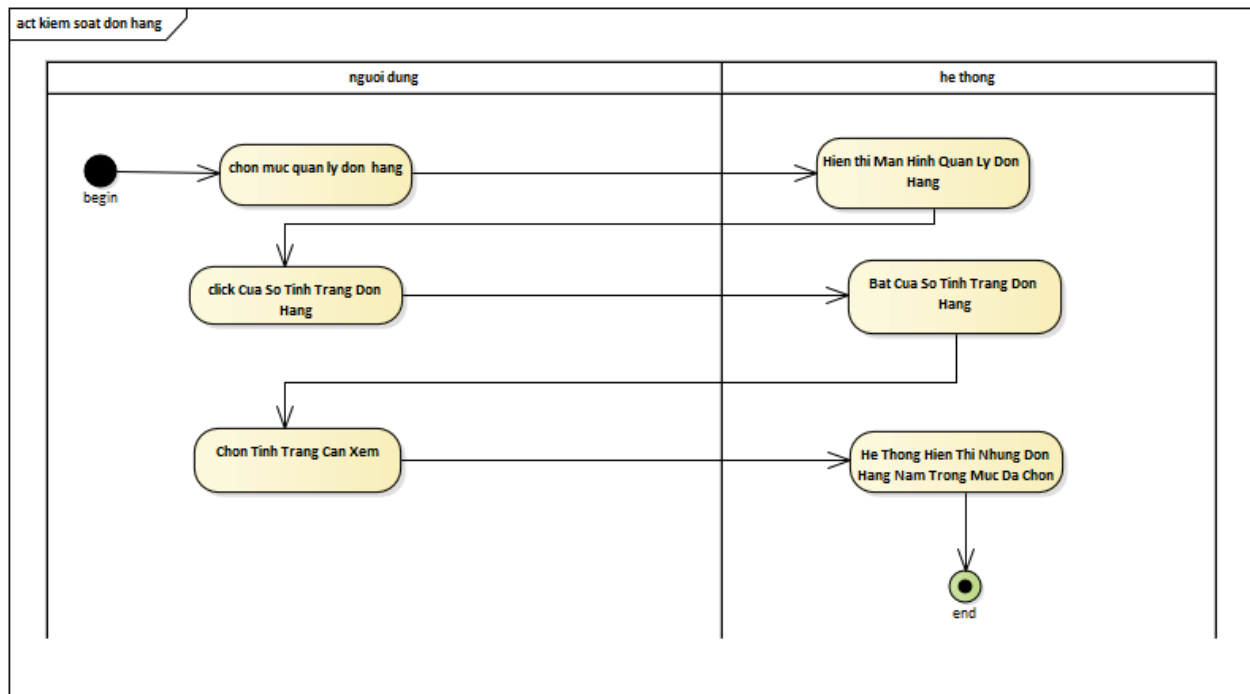 act kiem soat don hang
nguoi dung
he thong
begin
chon muc quan ly don hang
Hien thi Man Hinh Quan Ly Don
Hang
click Cua So Tinh Trang Don
Hang
Bat Cua So Tinh Trang Don
Hang
Chon Tinh Trang Can Xem
He Thong Hien Thi Nhung Don
Hang Nam Trong Muc Da Chon
end